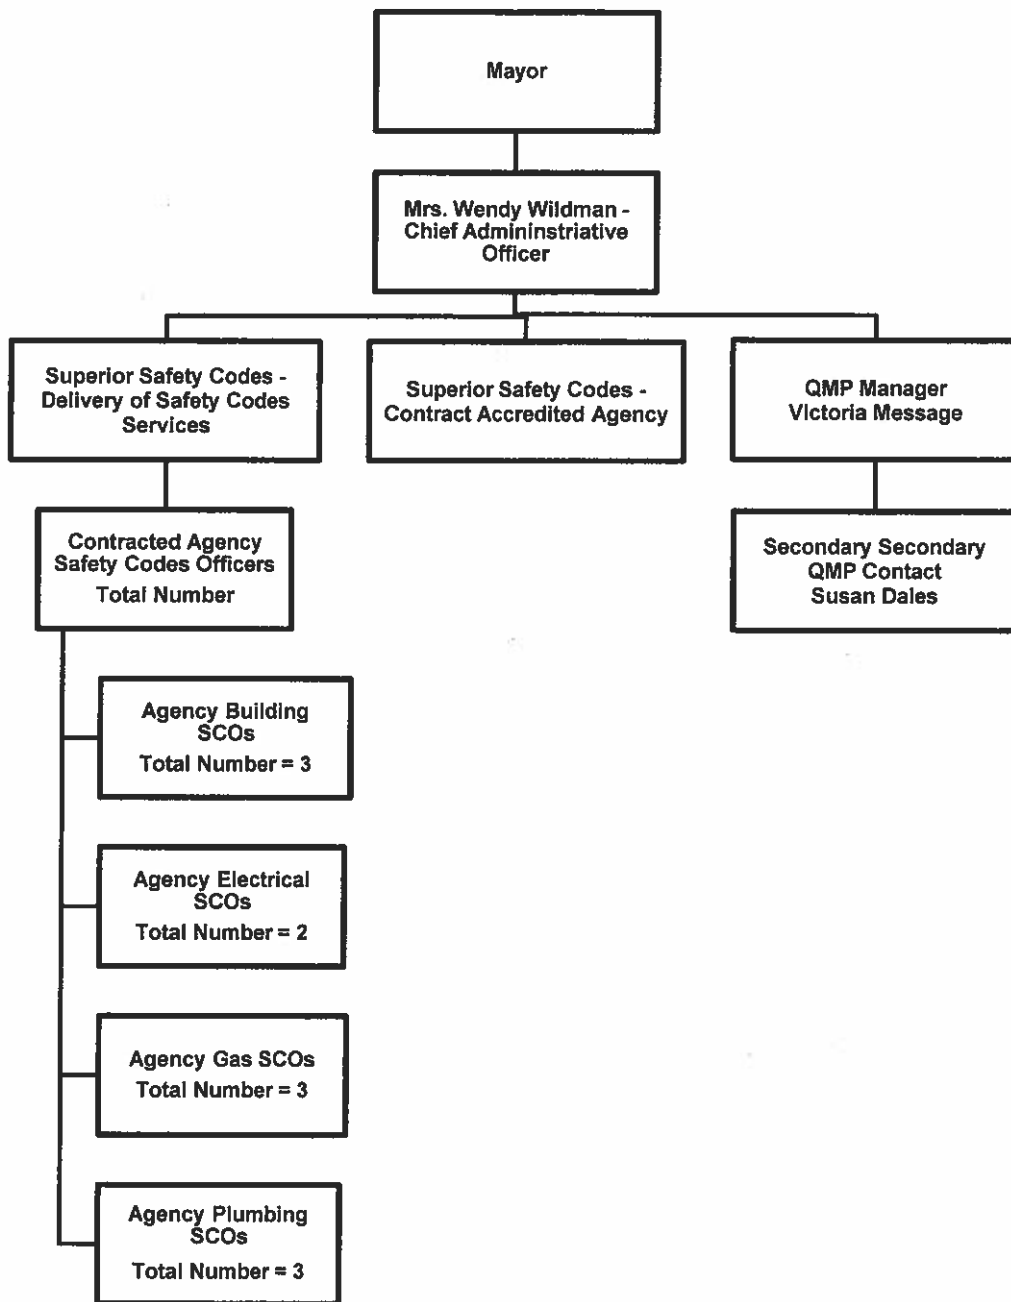 Mayor
Mrs. Wendy Wildman -
Chief Admininstriative
Officer
Superior Safety Codes -
Delivery of Safety Codes
Services
Superior Safety Codes -
Contract Accredited Agency
QMP Manager
Victoria Message
Contracted Agency
Safety Codes Officers
Total Number
Secondary Secondary
QMP Contact
Susan Dales
Agency Building
SCOs
Total Number = 3
Agency Electrical
SCOs
Total Number = 2
Agency Gas SCOs
Total Number = 3
Agency Plumbing
SCOs
Total Number = 3